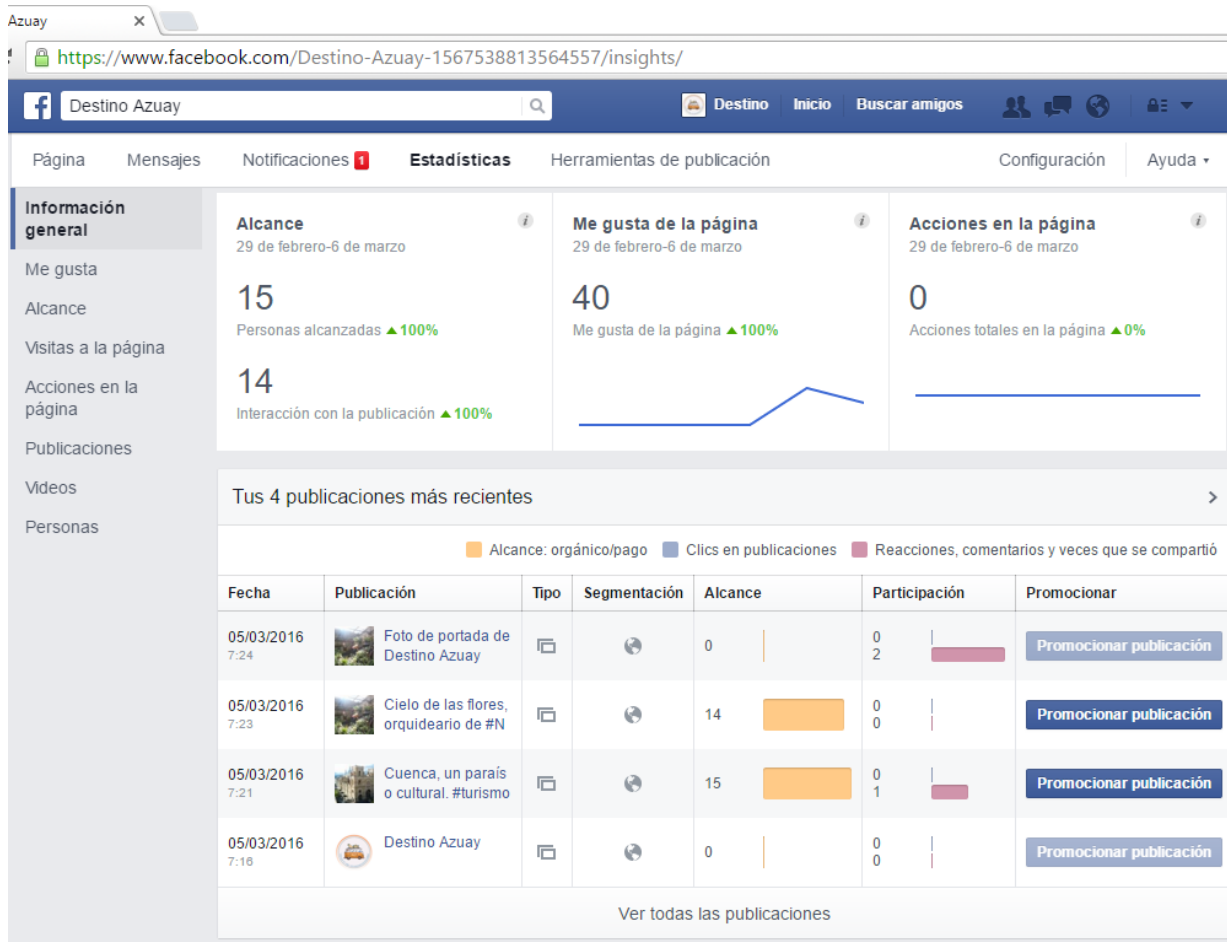 Azuay ×
https://www.facebook.com/Destino-Azuay-1567538813564557/insights/
f Destino Azuay Destino Inicio Buscar amigos
Página Mensajes Notificaciones 1 Estadísticas Herramientas de publicación Configuración Ayuda
Información
general
Me gusta
Alcance
Visitas a la página
Acciones en la
página
Publicaciones
Videos
Personas
Alcance i
29 de febrero-6 de marzo
15
Personas alcanzadas ▲100%
14
Interacción con la publicación ▲100%
Me gusta de la página i
29 de febrero-6 de marzo
40
Me gusta de la página ▲100%
Acciones en la página i
29 de febrero-6 de marzo
0
Acciones totales en la página ▲0%
Tus 4 publicaciones más recientes >
Alcance: orgánico/pago Clics en publicaciones Reacciones, comentarios y veces que se compartió
Fecha Publicación Tipo Segmentación Alcance Participación Promocionar
05/03/2016 Foto de portada de 0 0 Promocionar publicación
7:24 Destino Azuay 2
05/03/2016 Cielo de las flores, 14 0 Promocionar publicación
7:23 orquideario de #N 0
05/03/2016 Cuenca, un paraís 15 0 Promocionar publicación
7:21 o cultural. #turismo 1
05/03/2016 Destino Azuay 0 0 Promocionar publicación
7:16 0
Ver todas las publicaciones